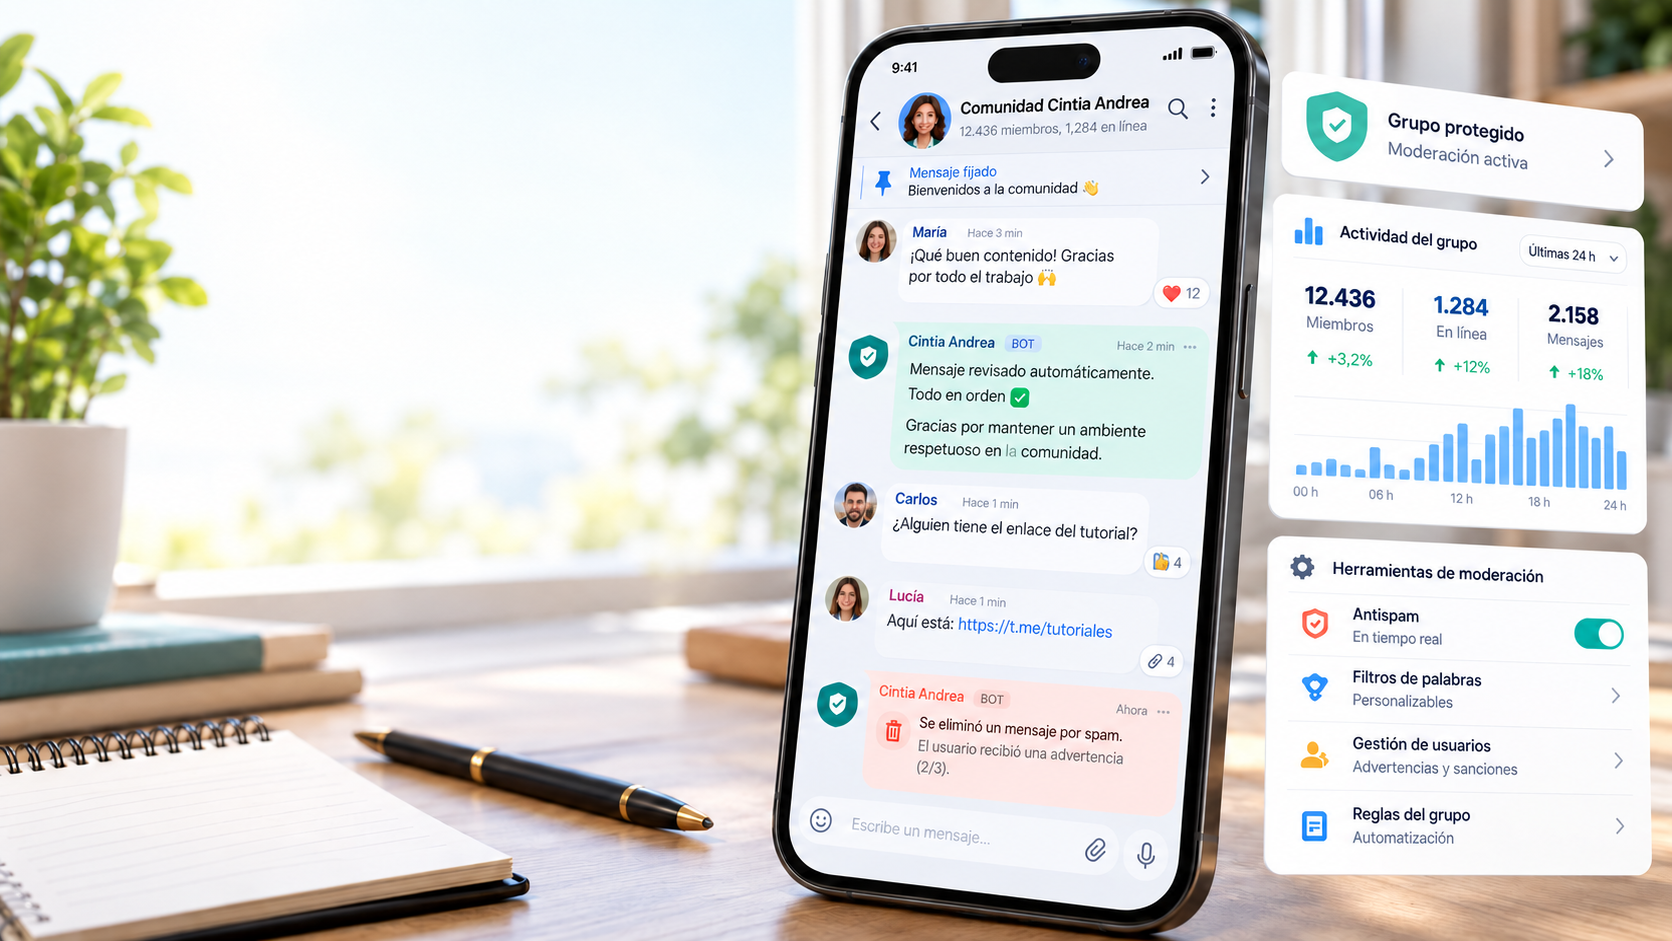 9:41
Comunidad Cintia Andrea
12.436 miembros, 1,284 en línea
Mensaje fijado
Bienvenidos a la comunidad 👋
María Hace 3 min
¡Qué buen contenido! Gracias
por todo el trabajo 🙌
❤️ 12
Cintia Andrea BOT Hace 2 min
Mensaje revisado automáticamente.
Todo en orden ✅
Gracias por mantener un ambiente
respetuoso en la comunidad.
Carlos Hace 1 min
¿Alguien tiene el enlace del tutorial?
👍 4
Lucía Hace 1 min
Aquí está: https://t.me/tutoriales
4
Cintia Andrea BOT Ahora
Se eliminó un mensaje por spam.
El usuario recibió una advertencia
(2/3).
Escribe un mensaje...
Grupo protegido
Moderación activa
Actividad del grupo Últimas 24 h
12.436 1.284 2.158
Miembros En línea Mensajes
+3,2% +12% +18%
00 h 06 h 12 h 18 h 24 h
Herramientas de moderación
Antispam
En tiempo real
Filtros de palabras
Personalizables
Gestión de usuarios
Advertencias y sanciones
Reglas del grupo
Automatización